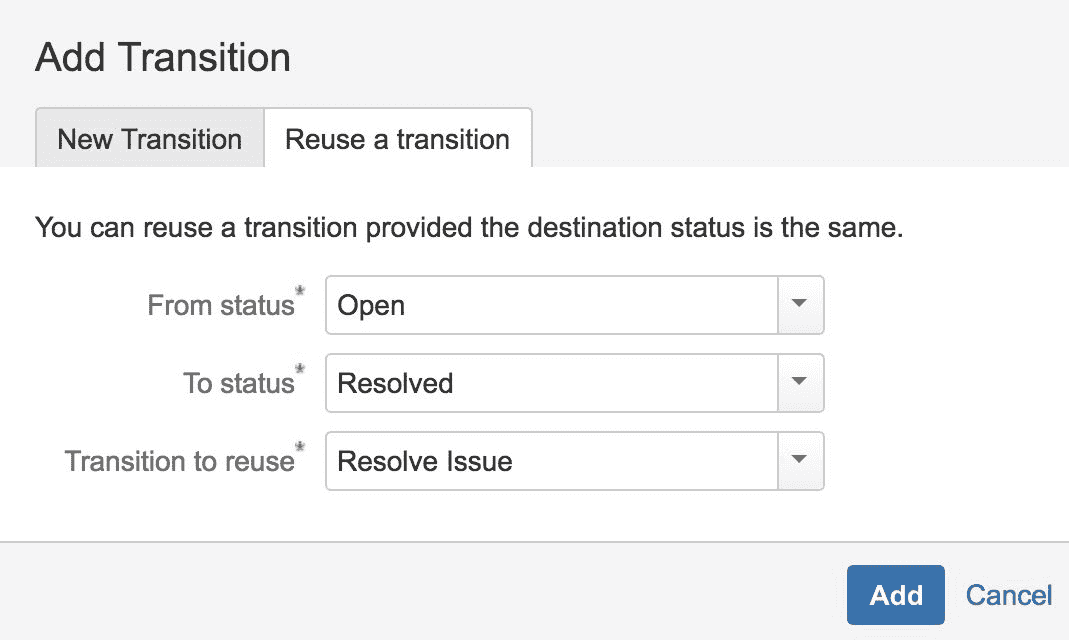 Add Transition
New Transition Reuse a transition
You can reuse a transition provided the destination status is the same.
From status* Open
To status* Resolved
Transition to reuse* Resolve Issue
Add Cancel